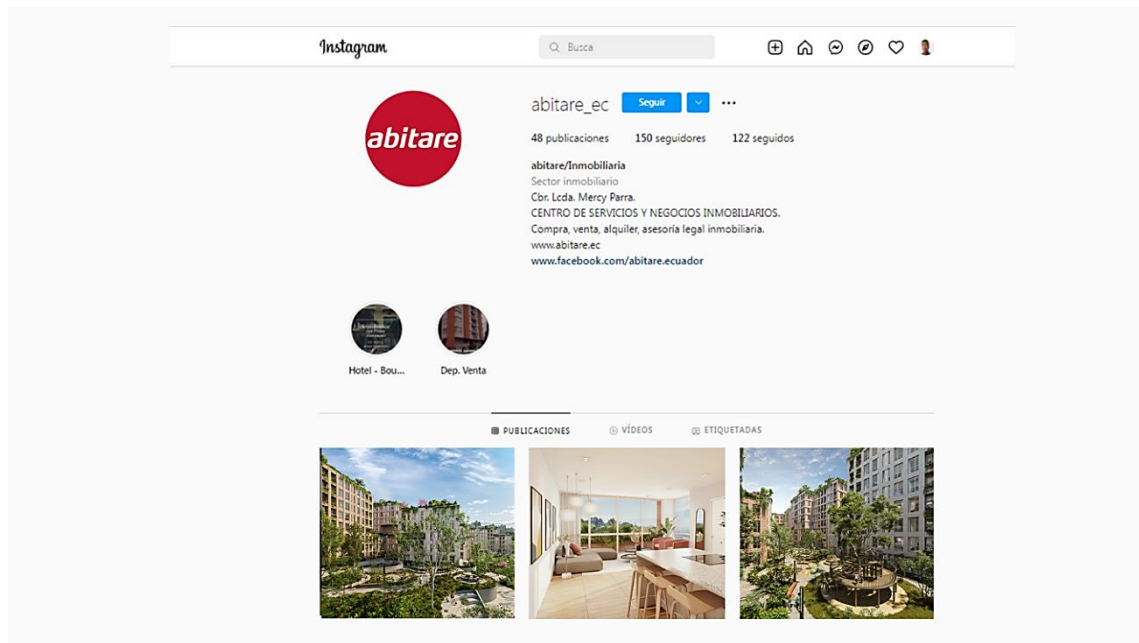 Instagram
Busca
abitare
abitare_ec
Seguir
48 publicaciones 150 seguidores 122 seguidos
abitare/Inmobiliaria
Sector inmobiliario
Cbr. Lcda. Mercy Parra.
CENTRO DE SERVICIOS Y NEGOCIOS INMOBILIARIOS.
Compra, venta, alquiler, asesoría legal inmobiliaria.
www.abitare.ec
www.facebook.com/abitare.ecuador
Hotel - Bou... Dep. Venta
PUBLICACIONES VÍDEOS ETIQUETADAS